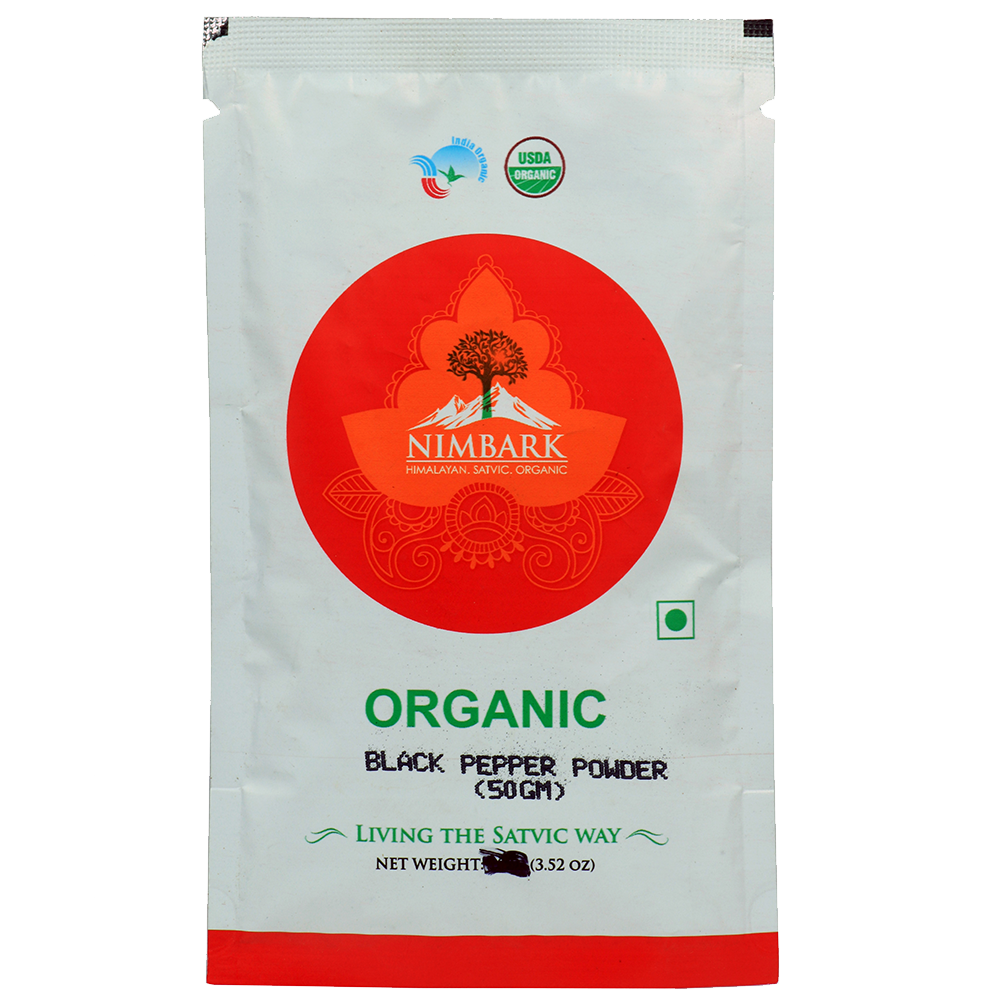 India Organic
USDA
ORGANIC
NIMBARK
HIMALAYAN. SATVIC. ORGANIC
ORGANIC
BLACK PEPPER POWDER
(50GM)
LIVING THE SATVIC WAY
NET WEIGHT: (3.52 OZ)